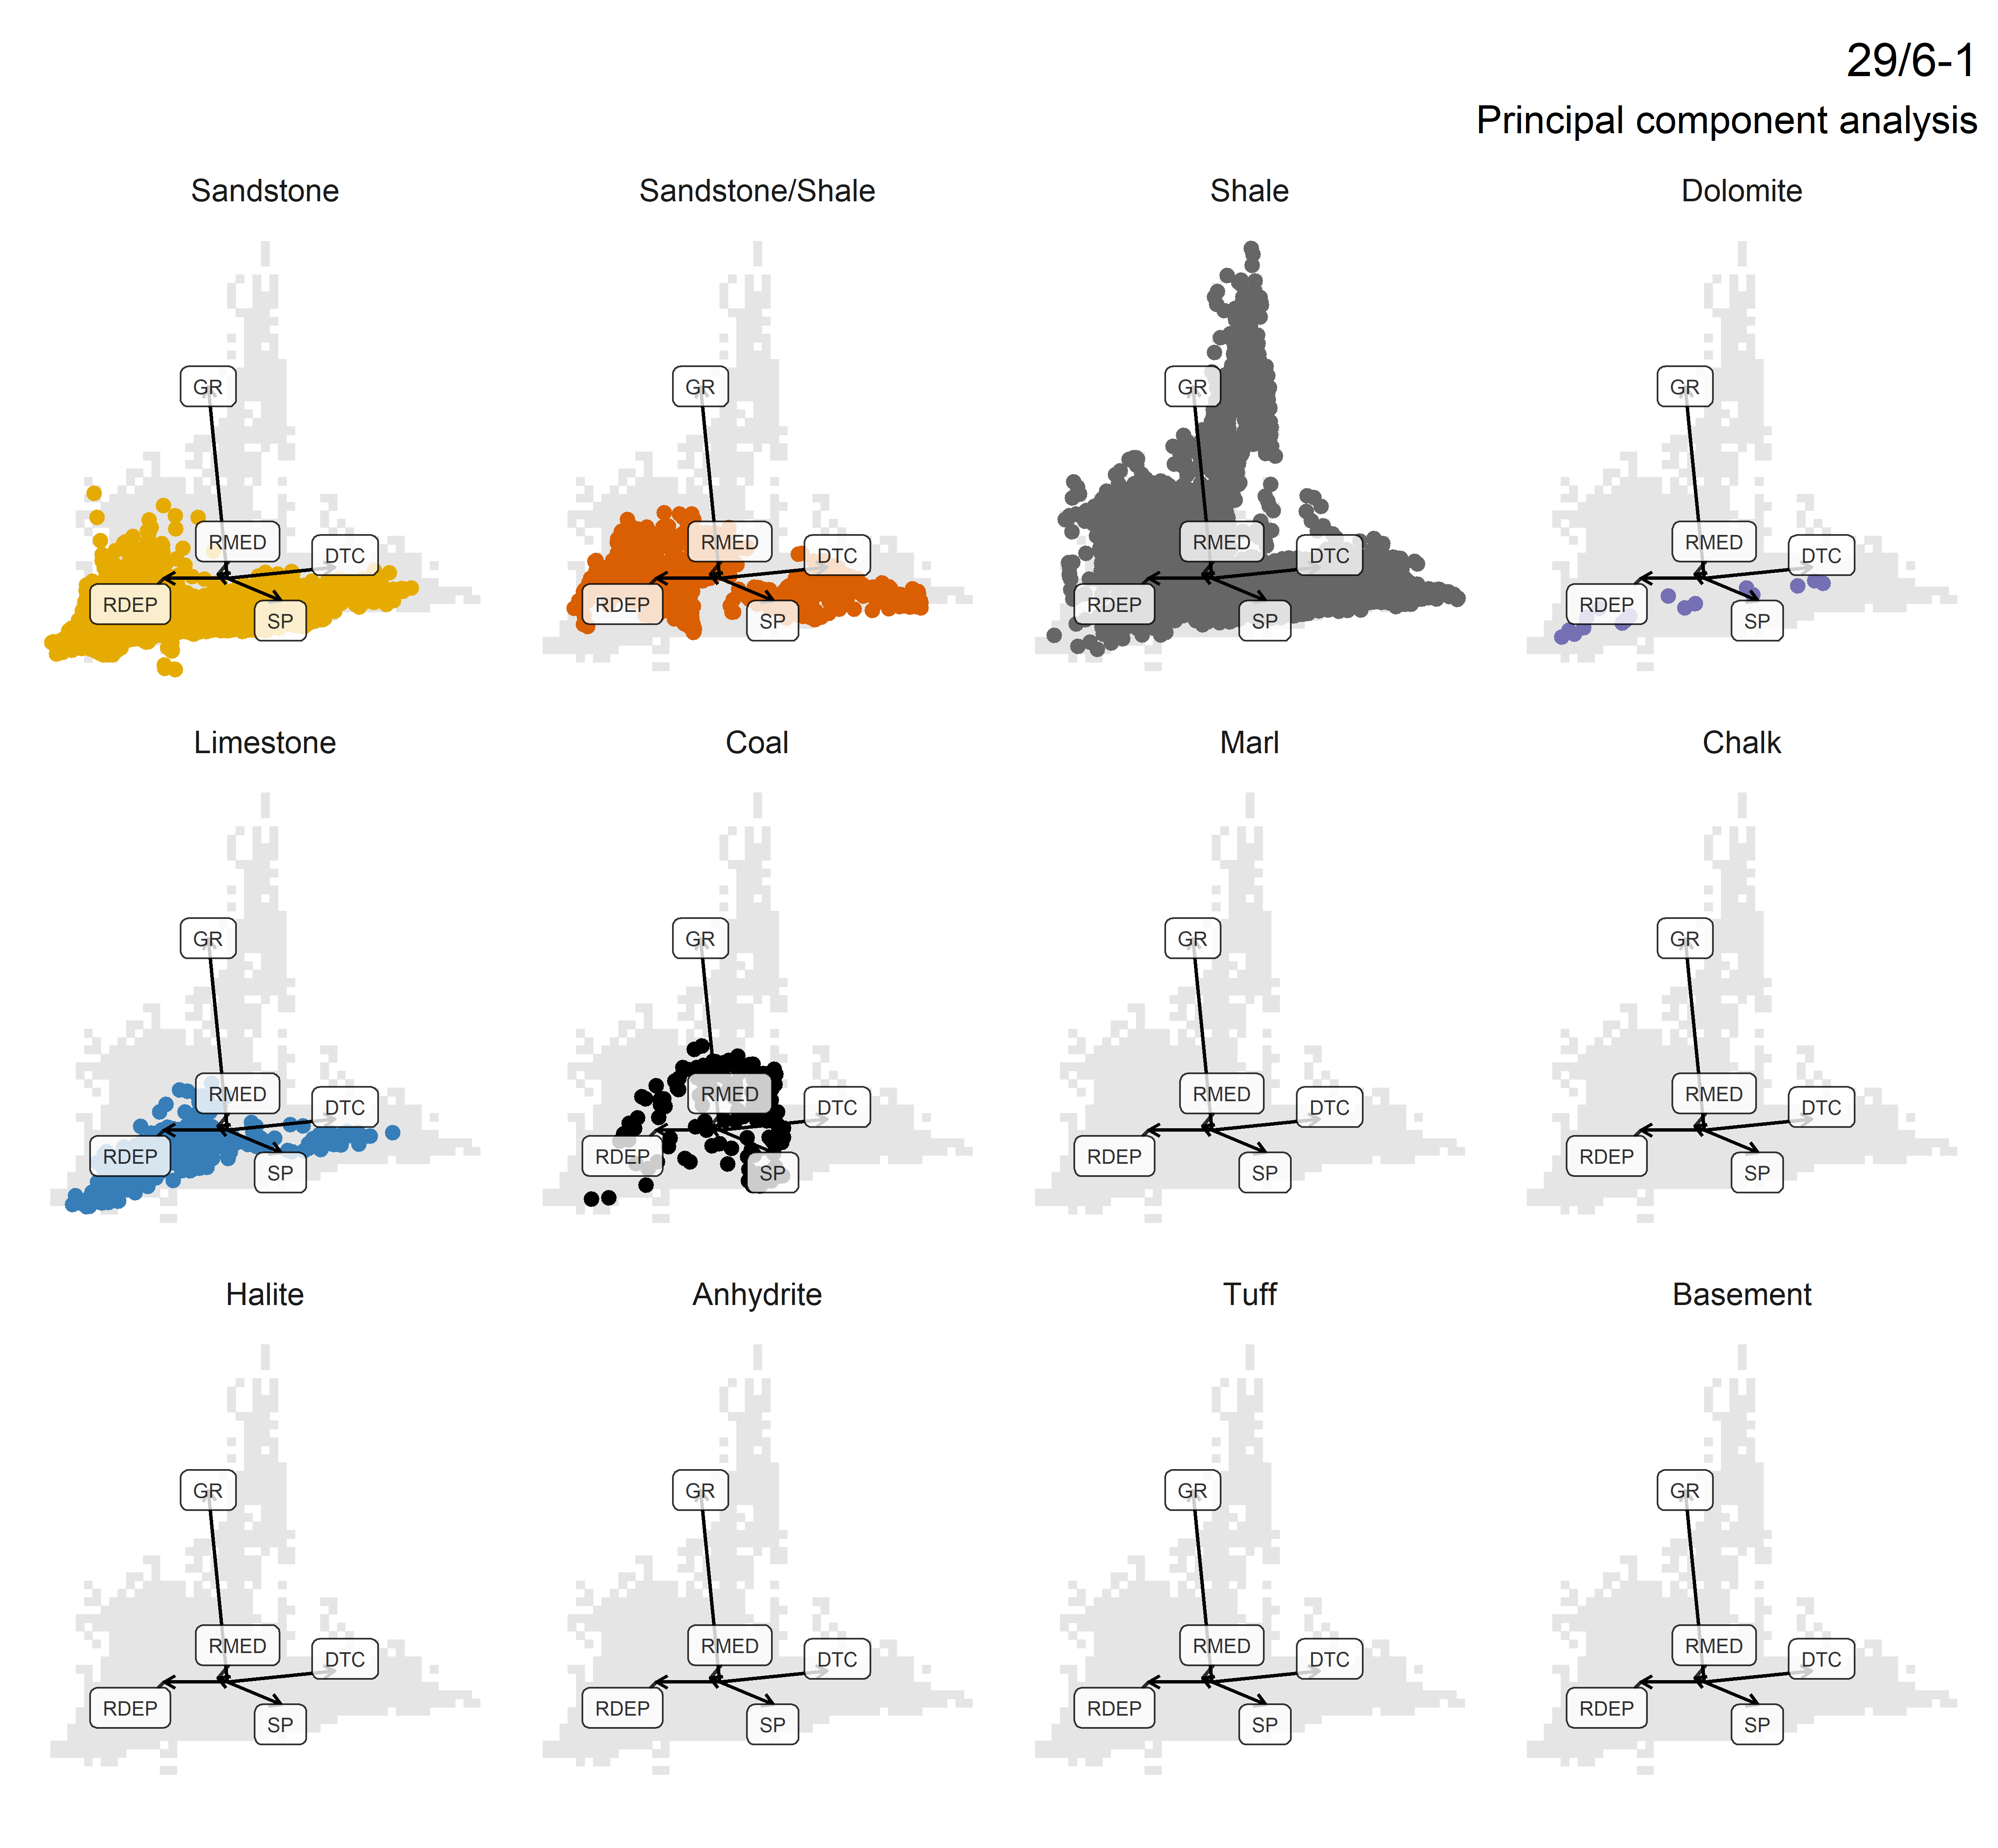 29/6-1
Principal component analysis
Sandstone
Sandstone/Shale
Shale
Dolomite
GR
RMED
DTC
RDEP
SP
GR
RMED
DTC
RDEP
SP
GR
RMED
DTC
RDEP
SP
GR
RMED
DTC
RDEP
SP
Limestone
Coal
Marl
Chalk
GR
RMED
DTC
RDEP
SP
GR
RMED
DTC
RDEP
SP
GR
RMED
DTC
RDEP
SP
GR
RMED
DTC
RDEP
SP
Halite
Anhydrite
Tuff
Basement
GR
RMED
DTC
RDEP
SP
GR
RMED
DTC
RDEP
SP
GR
RMED
DTC
RDEP
SP
GR
RMED
DTC
RDEP
SP